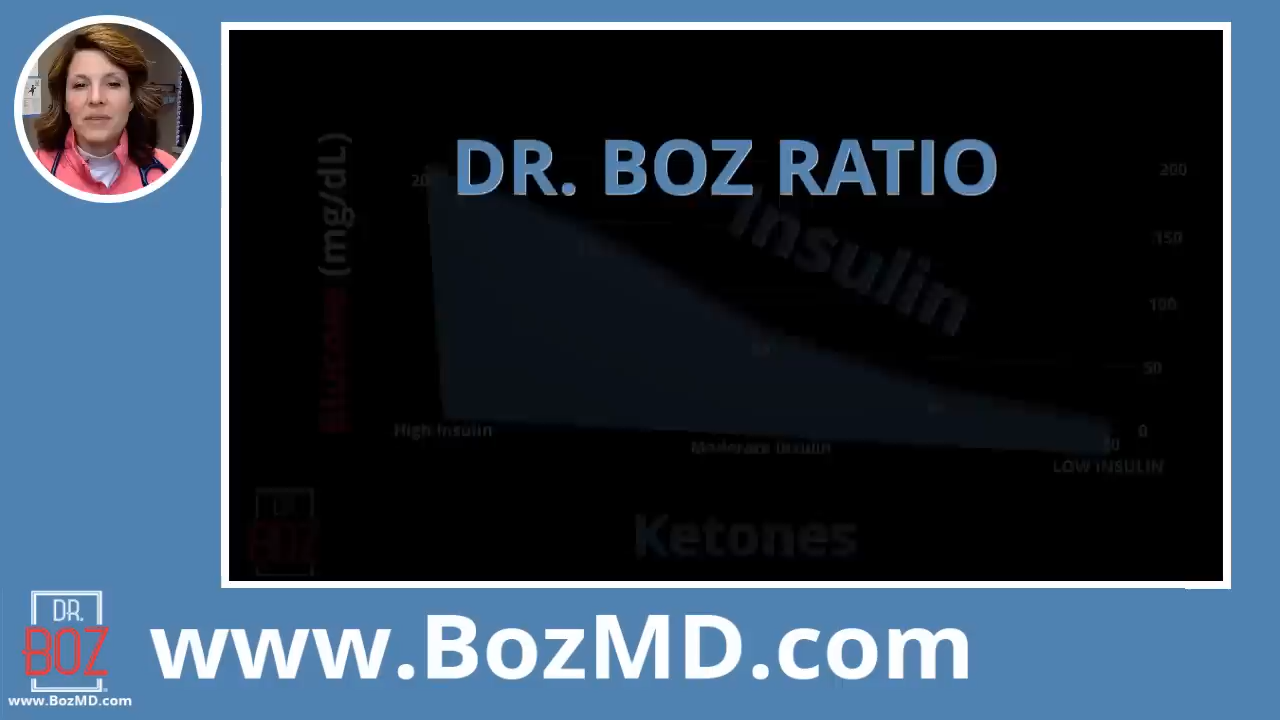 DR. BOZ RATIO
Insulin
Glucose (mg/dL)
200
150
100
50
0
High Insulin
Moderate Insulin
LOW INSULIN
Ketones
DR.
BOZ
DR.
BOZ
www.BozMD.com
www.BozMD.com